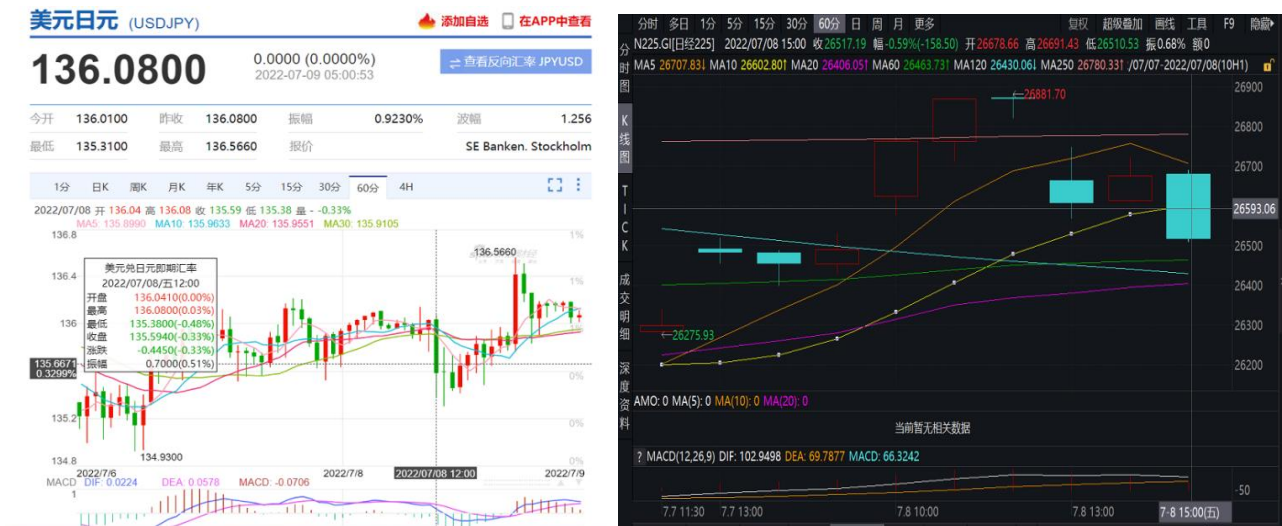 美元日元 (USDJPY)
添加自选 在APP中查看
136.0800
0.0000 (0.0000%)
2022-07-09 05:00:53
查看反向汇率 JPYUSD
今开 136.0100 昨收 136.0800 振幅 0.9230% 波幅 1.256
最低 135.3100 最高 136.5660 报价 SE Banken. Stockholm
1分 日K 周K 月K 年K 5分 15分 30分 60分 4H
2022/07/08 开 136.04 高 136.08 收 135.59 低 135.38 量 - -0.33%
MA5: 135.8990 MA10: 135.9633 MA20: 135.9551 MA30: 135.9105
136.8 1%
136.5660
136.4 1%
美元兑日元即期汇率
2022/07/08/五12:00
开盘 136.0410(0.00%)
最高 136.0800(0.03%)
最低 135.3800(-0.48%)
收盘 135.5940(-0.33%)
涨跌 -0.4450(-0.33%)
振幅 0.7000(0.51%)
136
135.6671
0.3299%
0%
135.2 0%
134.9300
134.8 0%
2022/7/6 2022/7/8 2022/07/08 12:00 2022/7/9
MACD DIF: 0.0224 DEA: 0.0578 MACD: -0.0706
1
分时 多日 1分 5分 15分 30分 60分 日 周 月 更多 复权 超级叠加 画线 工具 F9 隐藏
N225.GI[日经225] 2022/07/08 15:00 收26517.19 幅-0.59%(-158.50) 开26678.66 高26691.43 低26510.53 振0.68% 额0
MA5 26707.83↓ MA10 26602.80↑ MA20 26406.05↑ MA60 26463.73↑ MA120 26430.06↓ MA250 26780.33↑ :/07/07-2022/07/08(10H1)
分时图
K线图
TICK
成交明细
深度资料
26881.70
26275.93
26900
26800
26700
26593.06
26500
26400
26300
26200
AMO: 0 MA(5): 0 MA(10): 0 MA(20): 0
当前暂无相关数据
? MACD(12,26,9) DIF: 102.9498 DEA: 69.7877 MACD: 66.3242
-50
7.7 11:30 7.7 13:00 7.8 10:00 7.8 13:00 7-8 15:00(五)